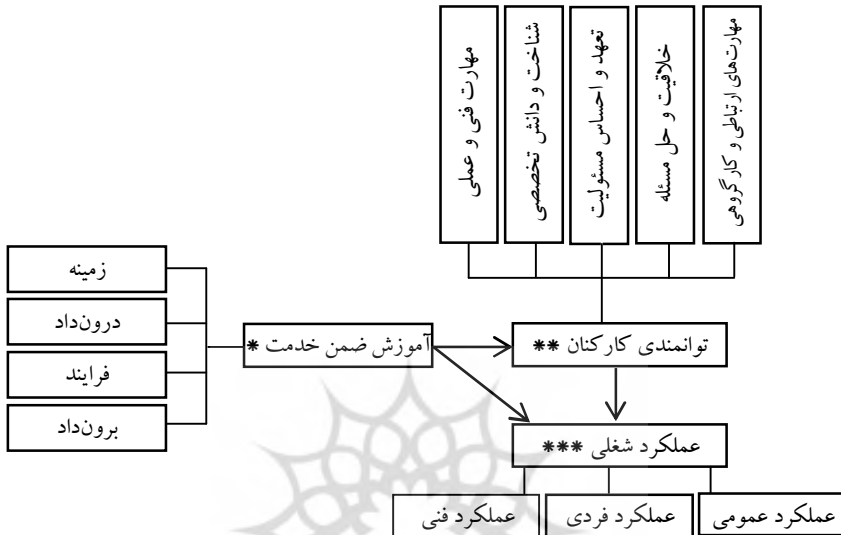 مهارت فنی و عملی
شناخت و دانش تخصصی
تعهد و احساس مسئولیت
خلاقیت و حل مسئله
مهارت‌های ارتباطی و کارگروهی
زمینه
درون‌داد
فرایند
برون‌داد
آموزش ضمن خدمت *
توانمندی کارکنان **
عملکرد شغلی ***
عملکرد عمومی
عملکرد فردی
عملکرد فنی